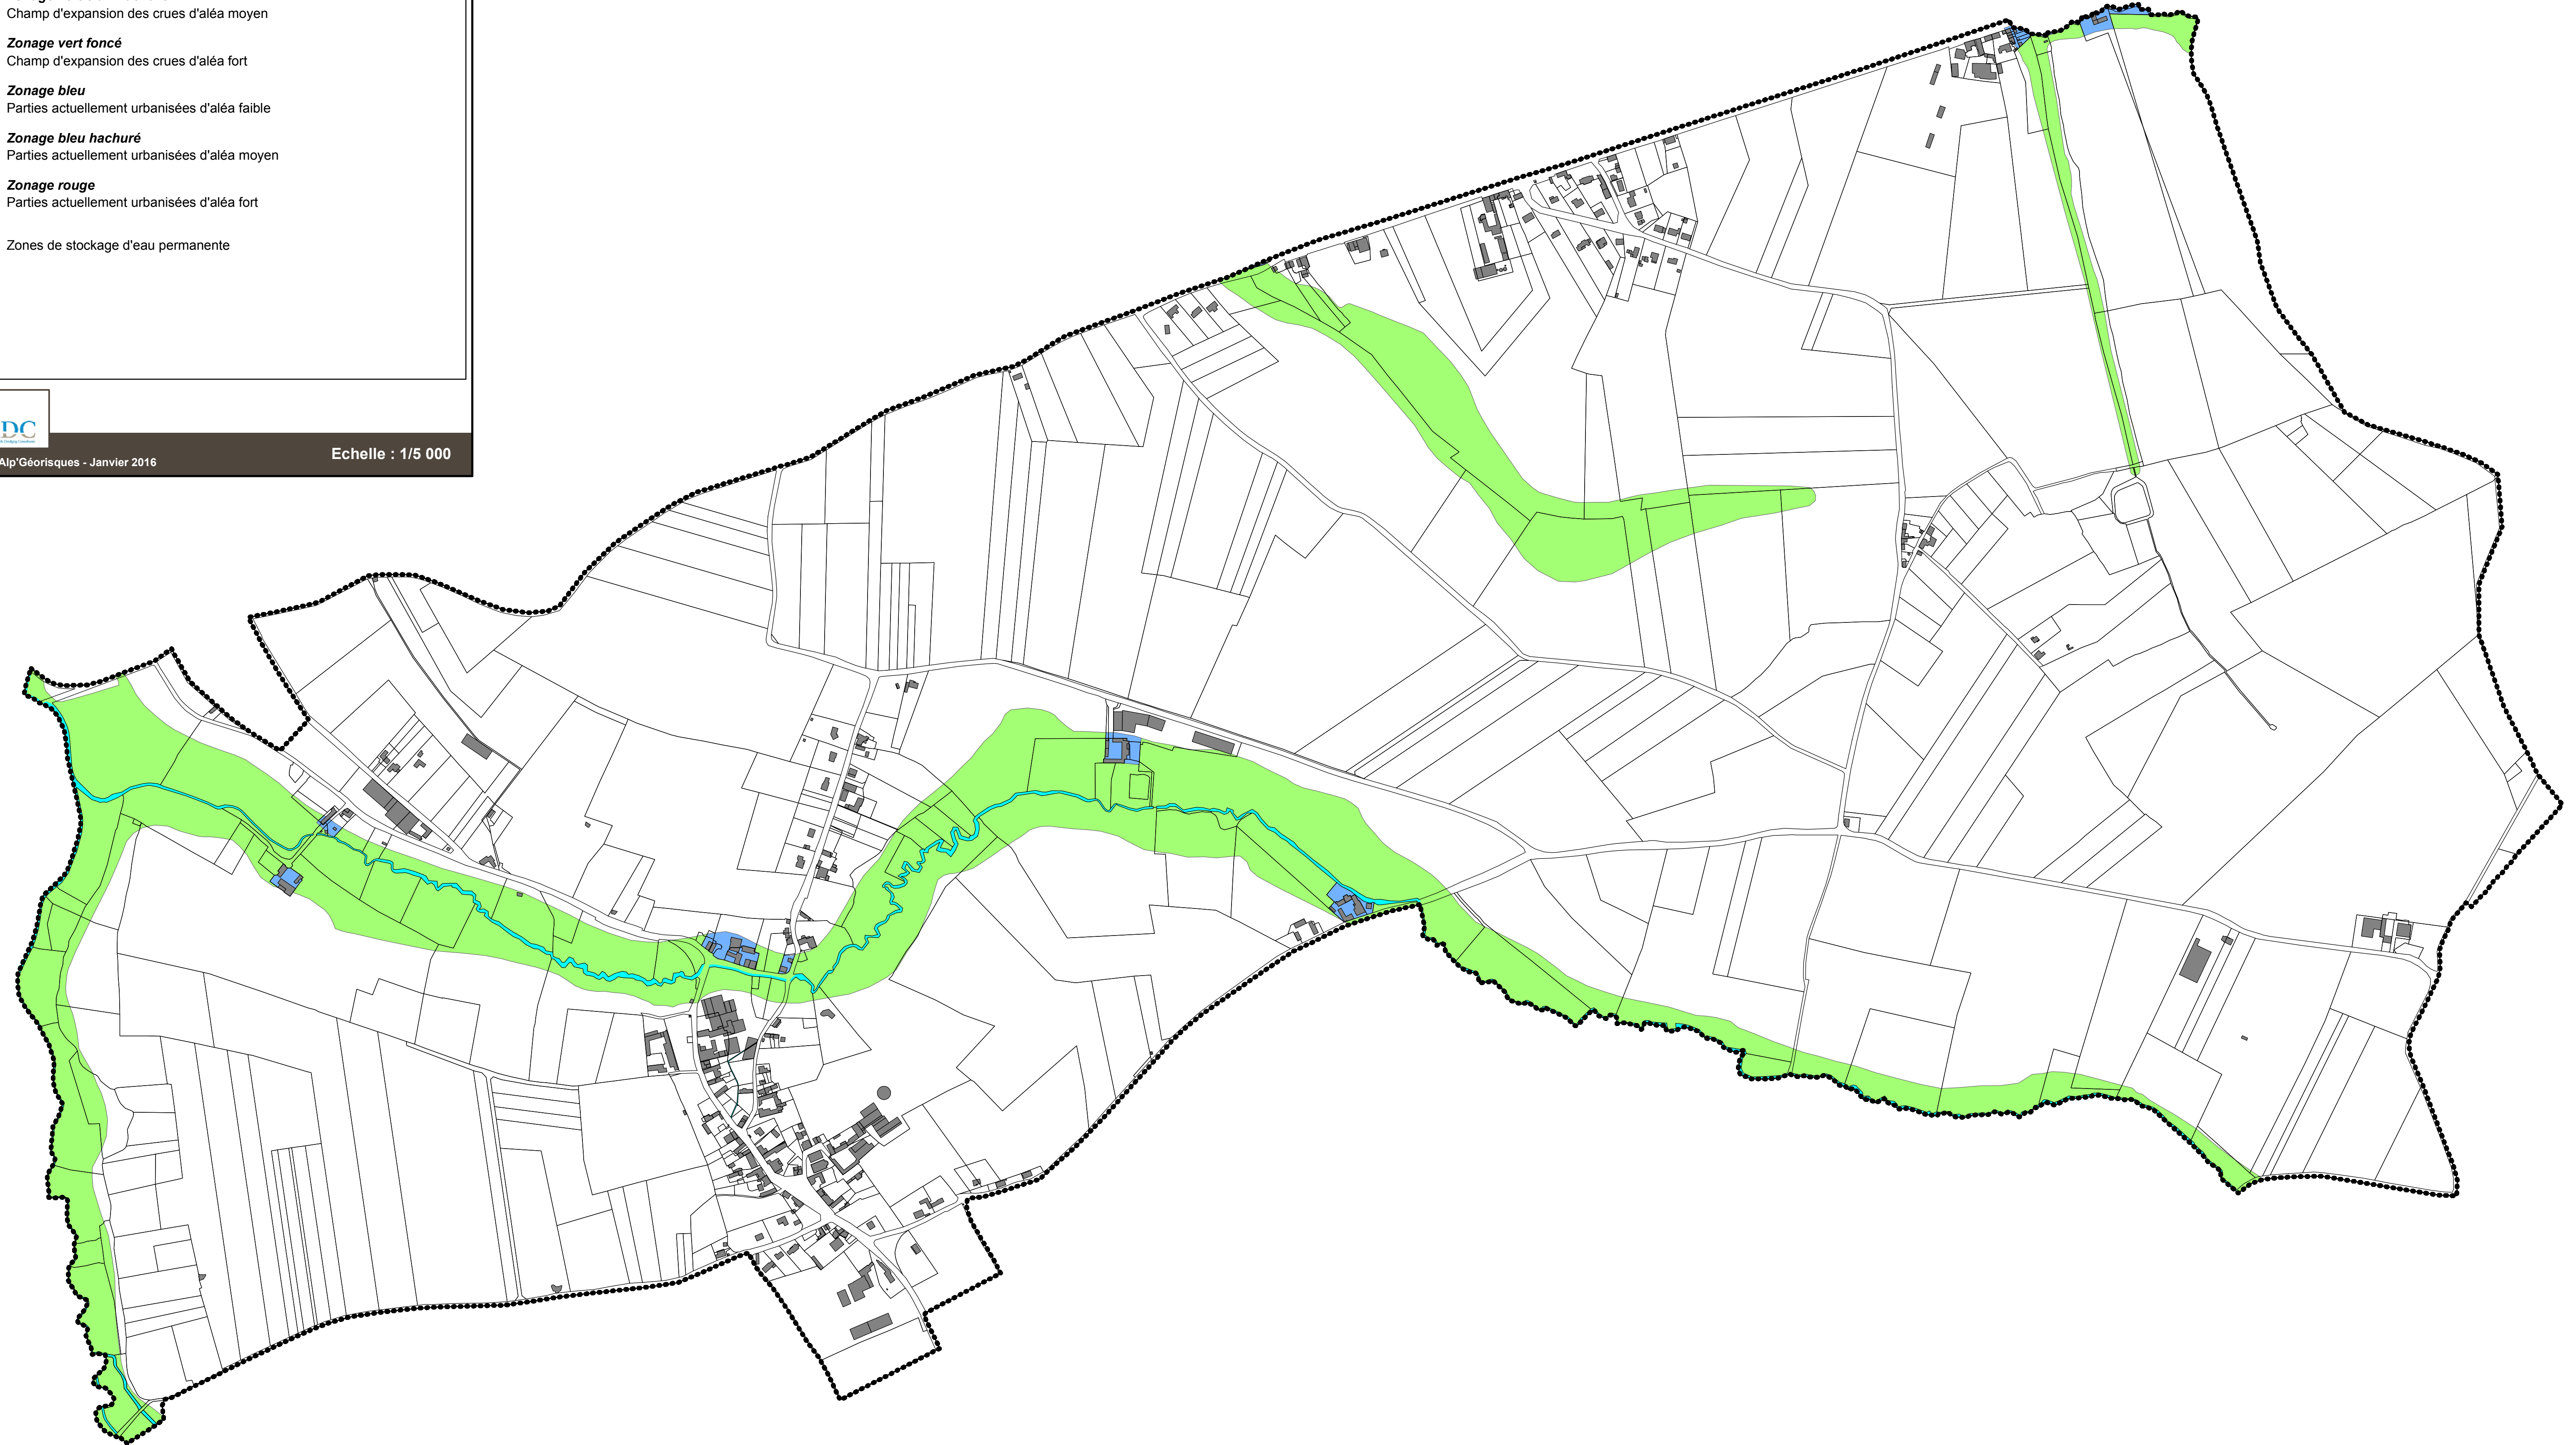 Champ d'expansion des crues d'aléa moyen
Zonage vert foncé
Champ d'expansion des crues d'aléa fort
Zonage bleu
Parties actuellement urbanisées d'aléa faible
Zonage bleu hachuré
Parties actuellement urbanisées d'aléa moyen
Zonage rouge
Parties actuellement urbanisées d'aléa fort
Zones de stockage d'eau permanente
DC
Alp'Géorisques - Janvier 2016
Echelle : 1/5 000